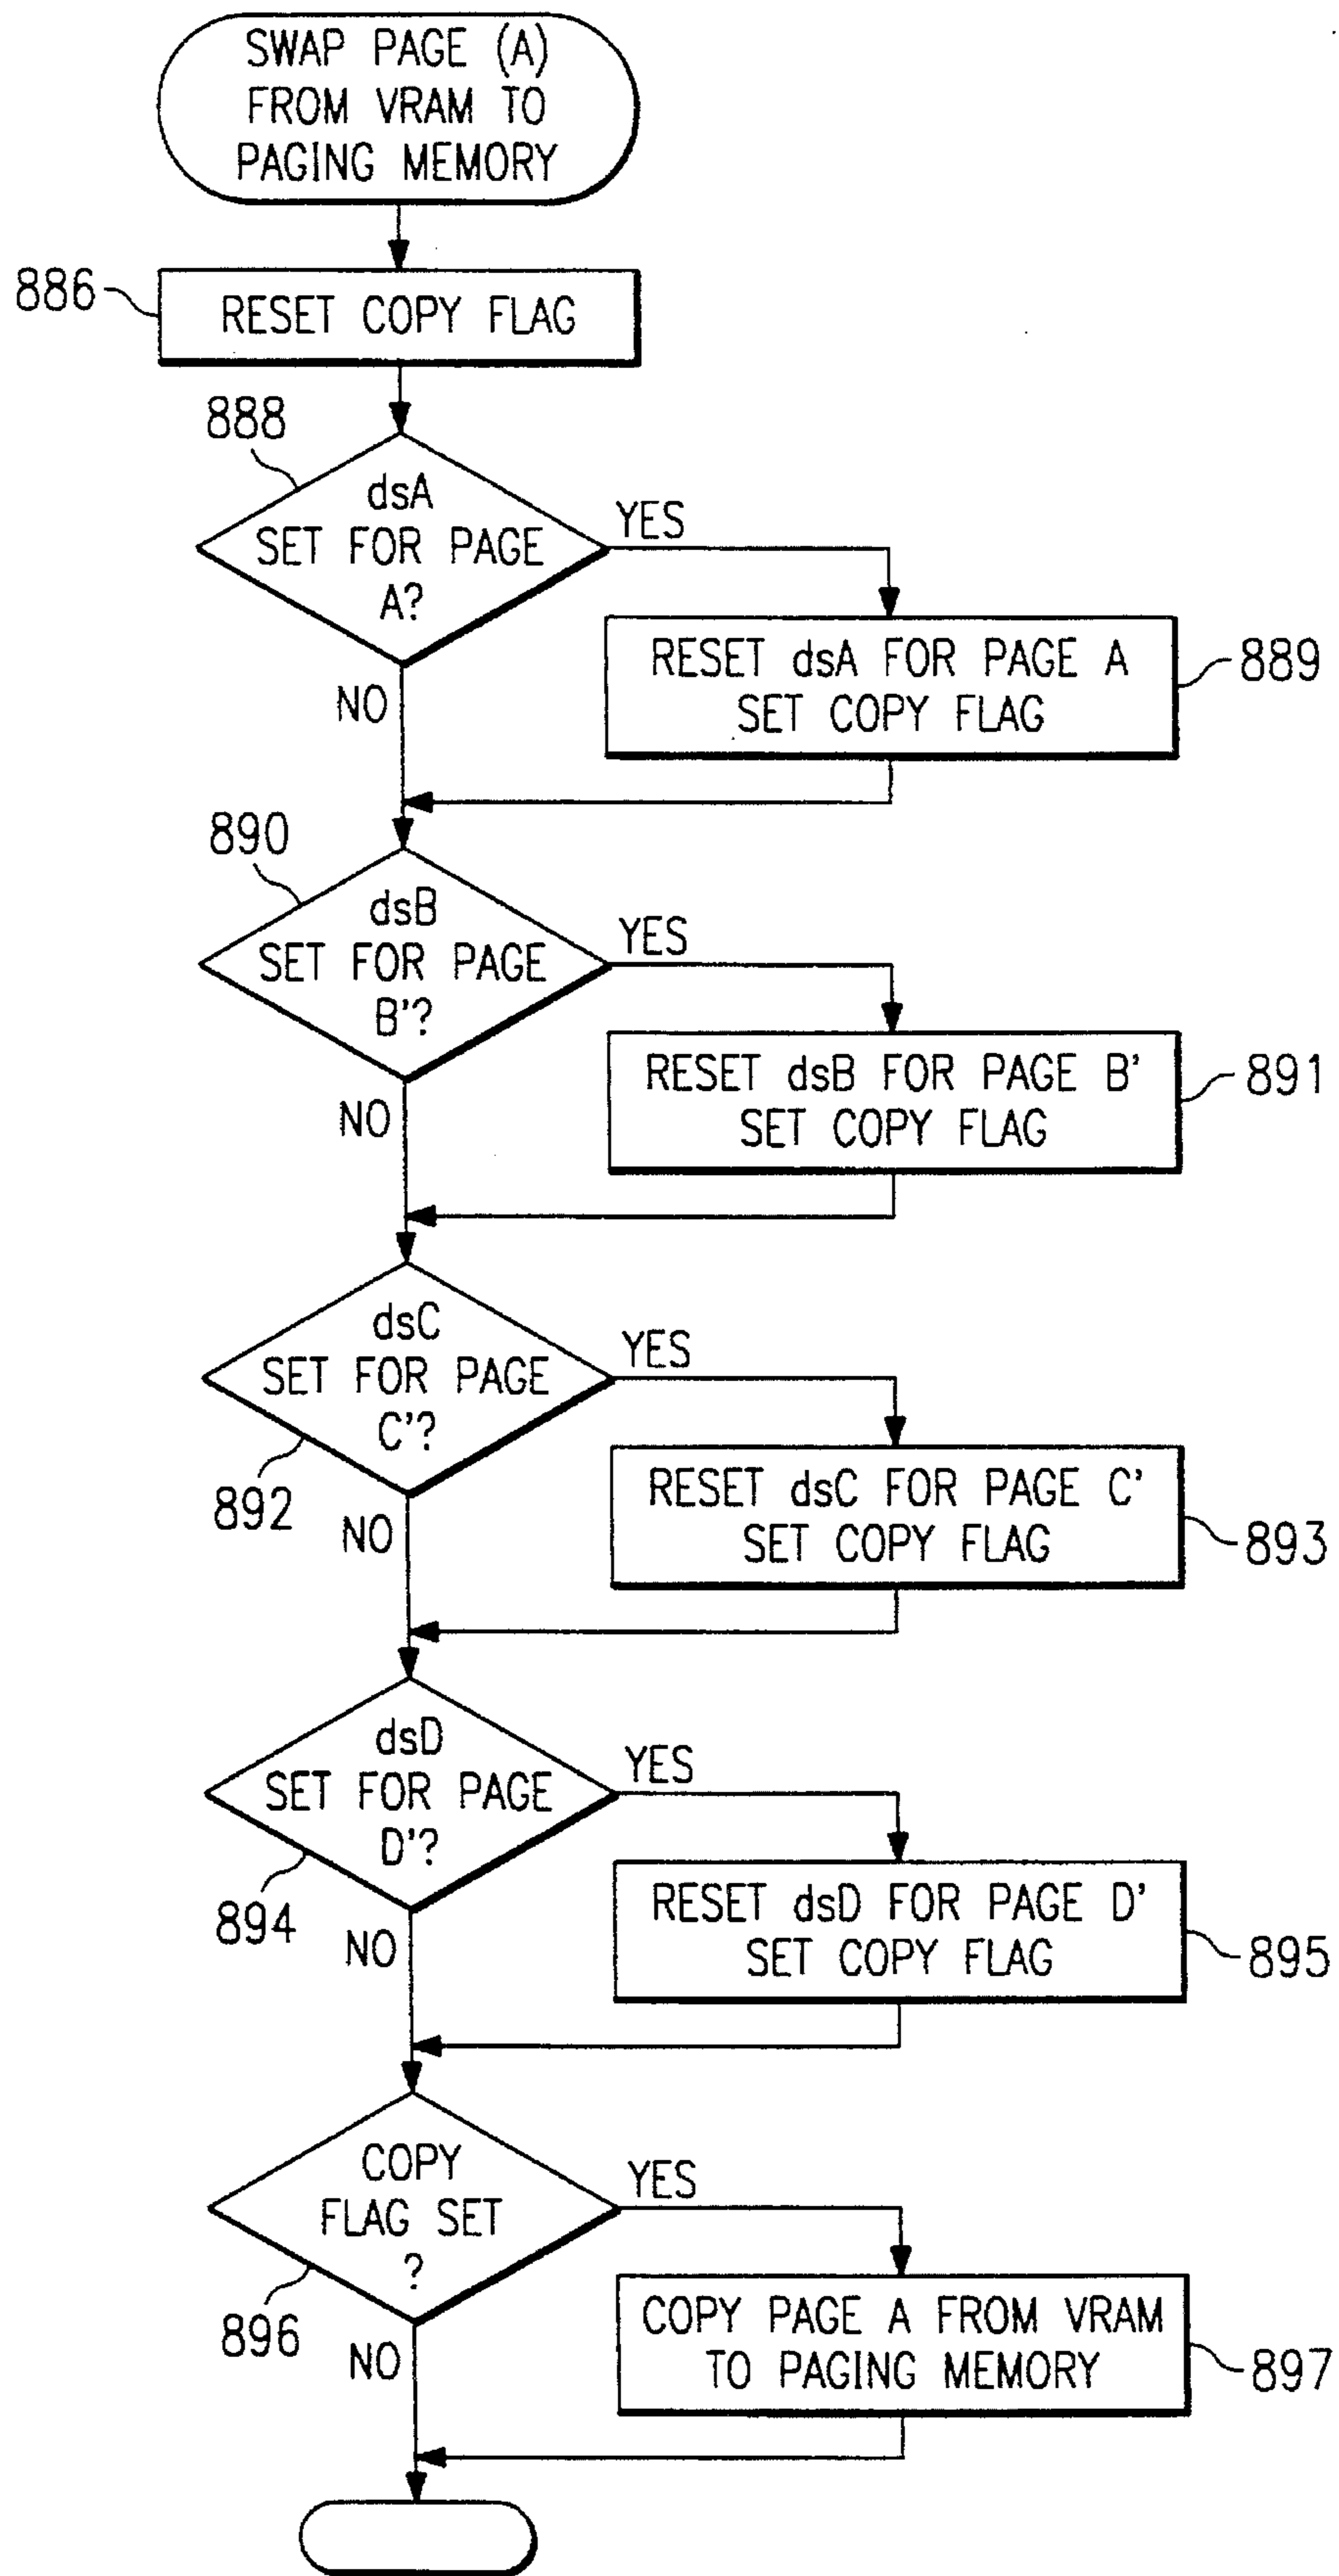 SWAP PAGE (A)
FROM VRAM TO
PAGING MEMORY
886
RESET COPY FLAG
888
dsA
SET FOR PAGE
A?
YES
NO
RESET dsA FOR PAGE A
SET COPY FLAG
889
890
dsB
SET FOR PAGE
B'?
YES
NO
RESET dsB FOR PAGE B'
SET COPY FLAG
891
dsC
SET FOR PAGE
C'?
YES
892
NO
RESET dsC FOR PAGE C'
SET COPY FLAG
893
dsD
SET FOR PAGE
D'?
YES
894
NO
RESET dsD FOR PAGE D'
SET COPY FLAG
895
COPY
FLAG SET
?
YES
896
NO
COPY PAGE A FROM VRAM
TO PAGING MEMORY
897